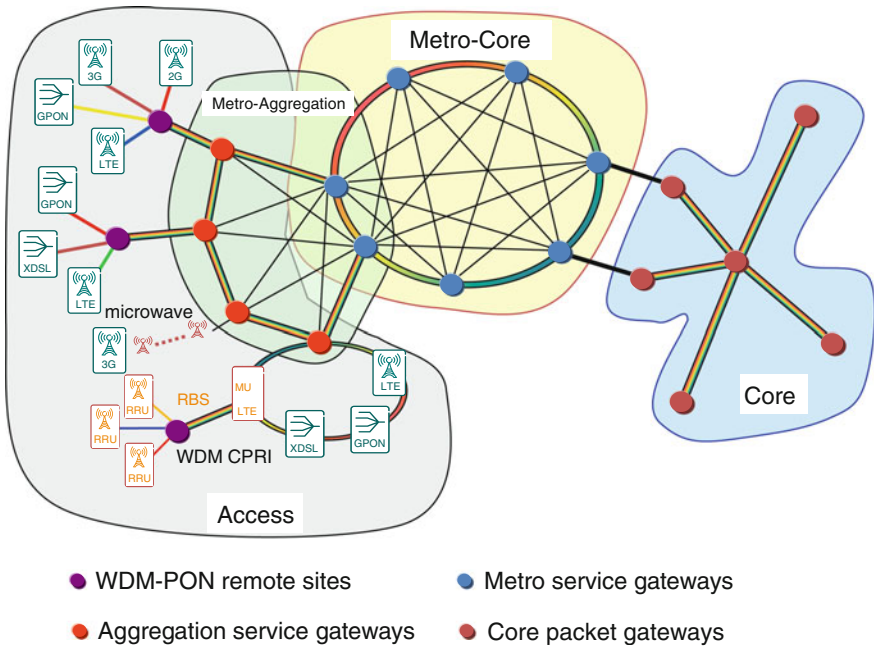 Metro-Core
Metro-Aggregation
3G
2G
GPON
LTE
GPON
XDSL
LTE
microwave
3G
RRU
RBS
MU
LTE
LTE
RRU
XDSL
GPON
RRU
WDM CPRI
Core
Access
WDM-PON remote sites
Metro service gateways
Aggregation service gateways
Core packet gateways